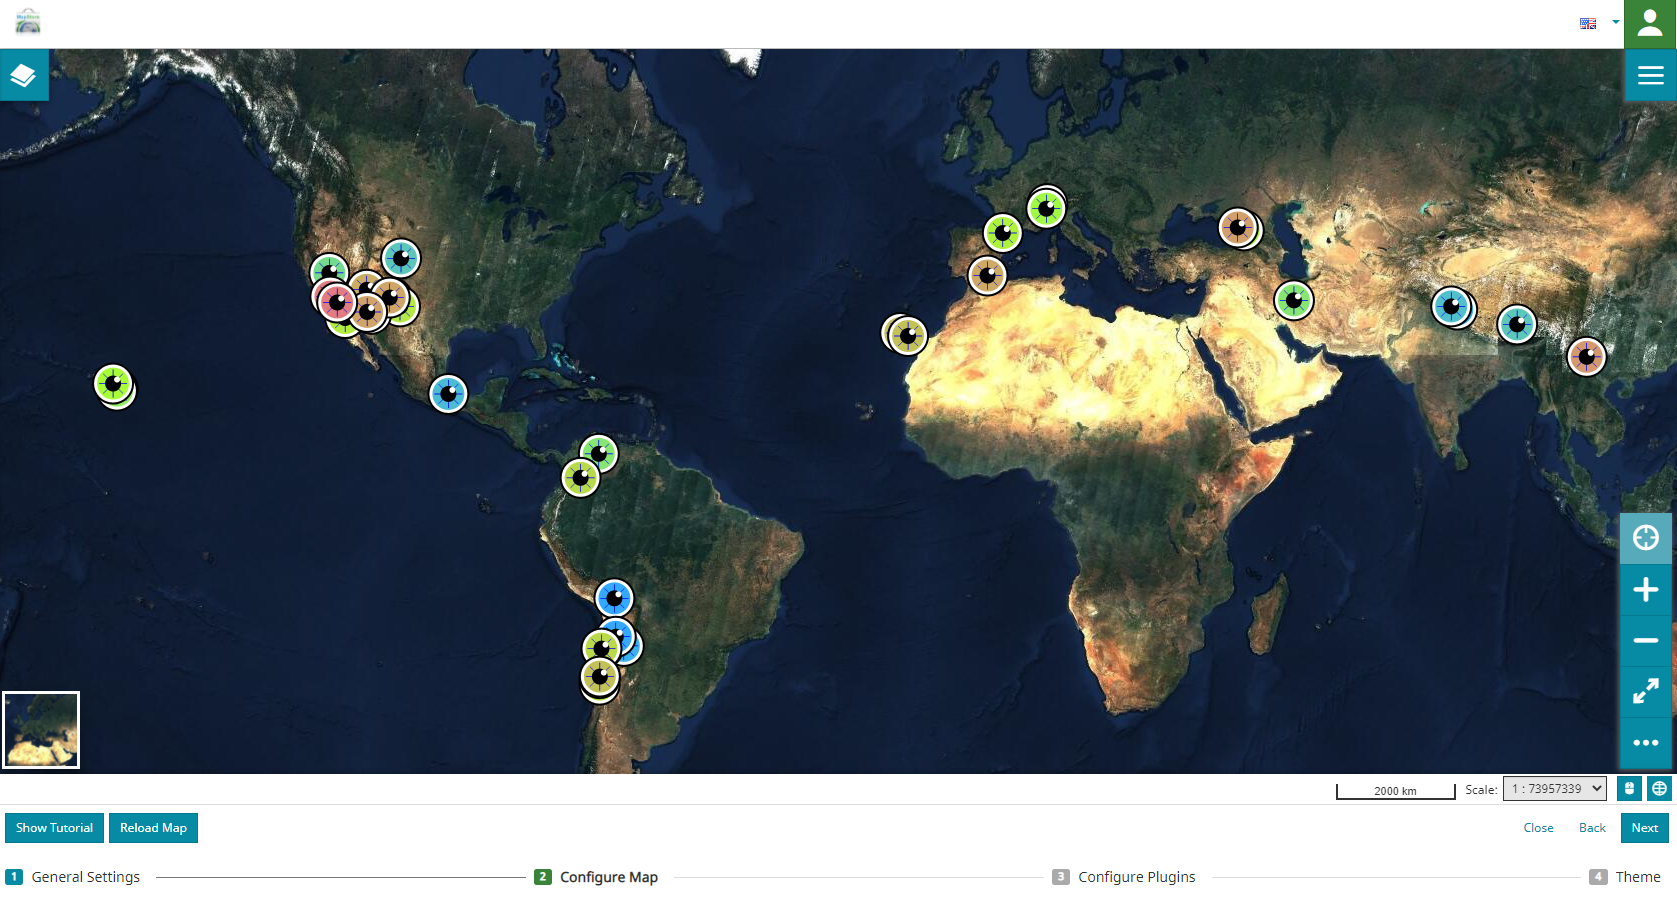 MapStore
2000 km
Scale:
1 : 73957339
Show Tutorial
Reload Map
Close
Back
Next
1 General Settings
2 Configure Map
3 Configure Plugins
4 Theme